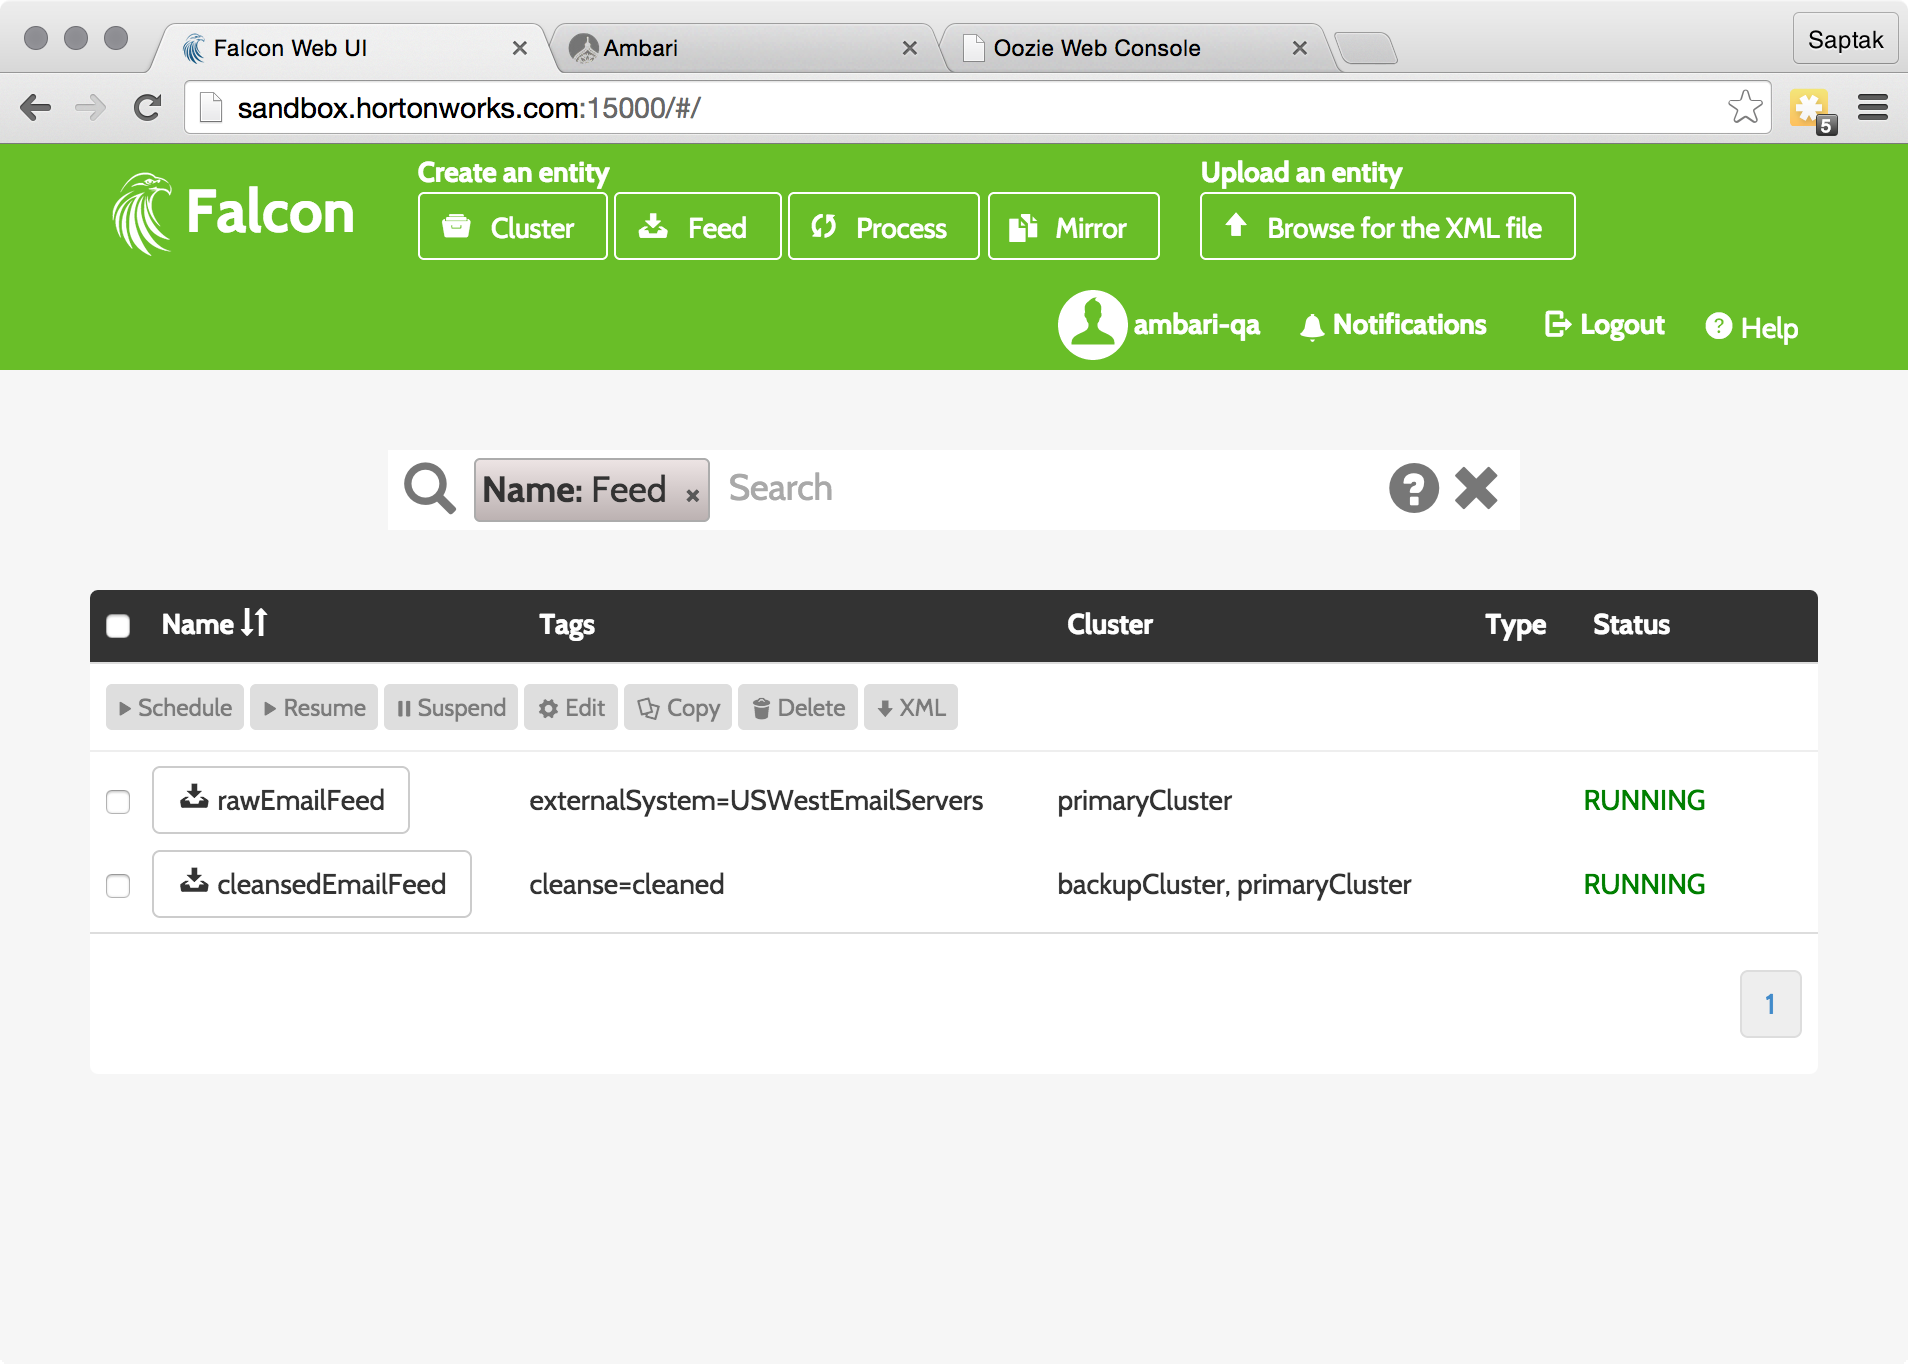 Falcon Web UI Ambari Oozie Web Console Saptak
sandbox.hortonworks.com:15000/#/
5
Create an entity Upload an entity
Falcon Cluster Feed Process Mirror Browse for the XML file
ambari-qa Notifications Logout ? Help
Name: Feed × Search ?
Name Tags Cluster Type Status
Schedule Resume Suspend Edit Copy Delete XML
rawEmailFeed externalSystem=USWestEmailServers primaryCluster RUNNING
cleansedEmailFeed cleanse=cleaned backupCluster, primaryCluster RUNNING
1